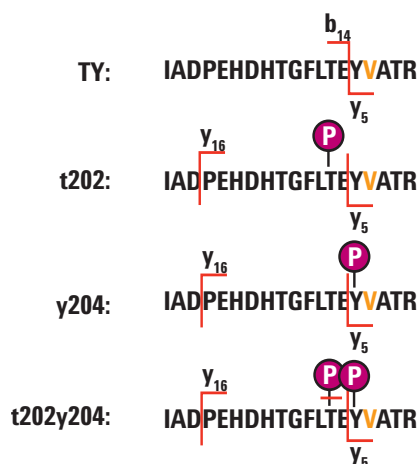 b14
TY: IADPEHDHTGFLTEYVATR
y5
y16 P
t202: IADPEHDHTGFLTEYVATR
y5
y16 P
y204: IADPEHDHTGFLTEYVATR
y5
y16 P P
t202y204: IADPEHDHTGFLTEYVATR
y5